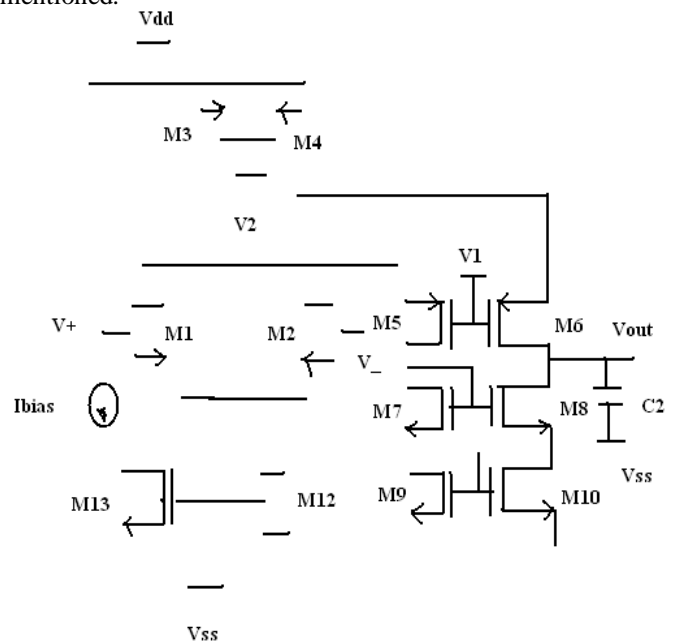 mentioned.
Vdd
M3
M4
V2
V1
V+
M1
M2
M5
M6
Vout
V_
Ibias
M7
M8
C2
Vss
M13
M12
M9
M10
Vss